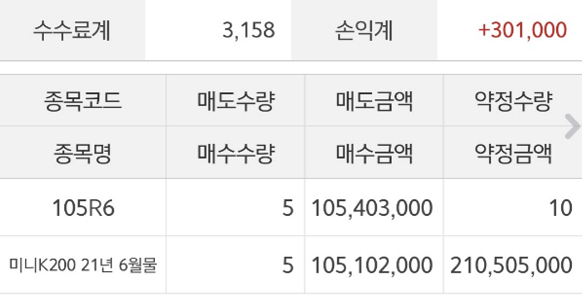 수수료계 3,158 손익계 +301,000
종목코드 매도수량 매도금액 약정수량
종목명 매수수량 매수금액 약정금액
105R6 5 105,403,000 10
미니K200 21년 6월물 5 105,102,000 210,505,000